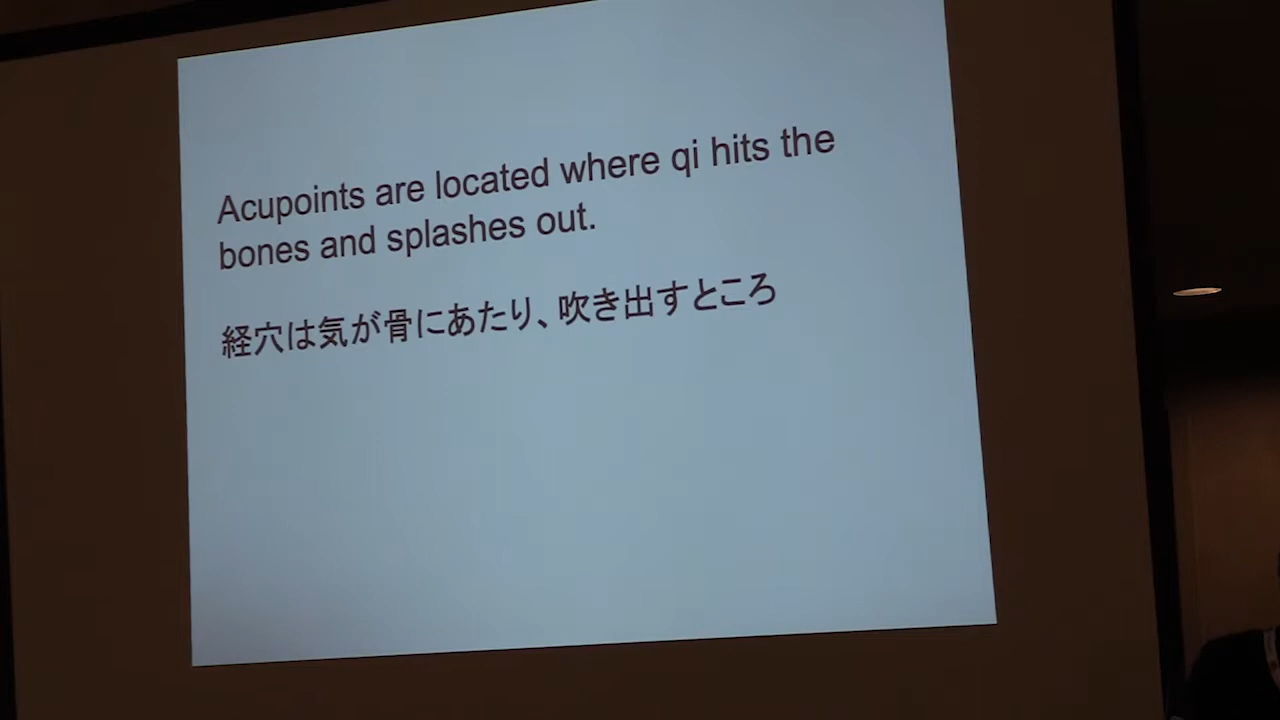 Acupoints are located where qi hits the
bones and splashes out.
経穴は気が骨にあたり、吹き出すところ